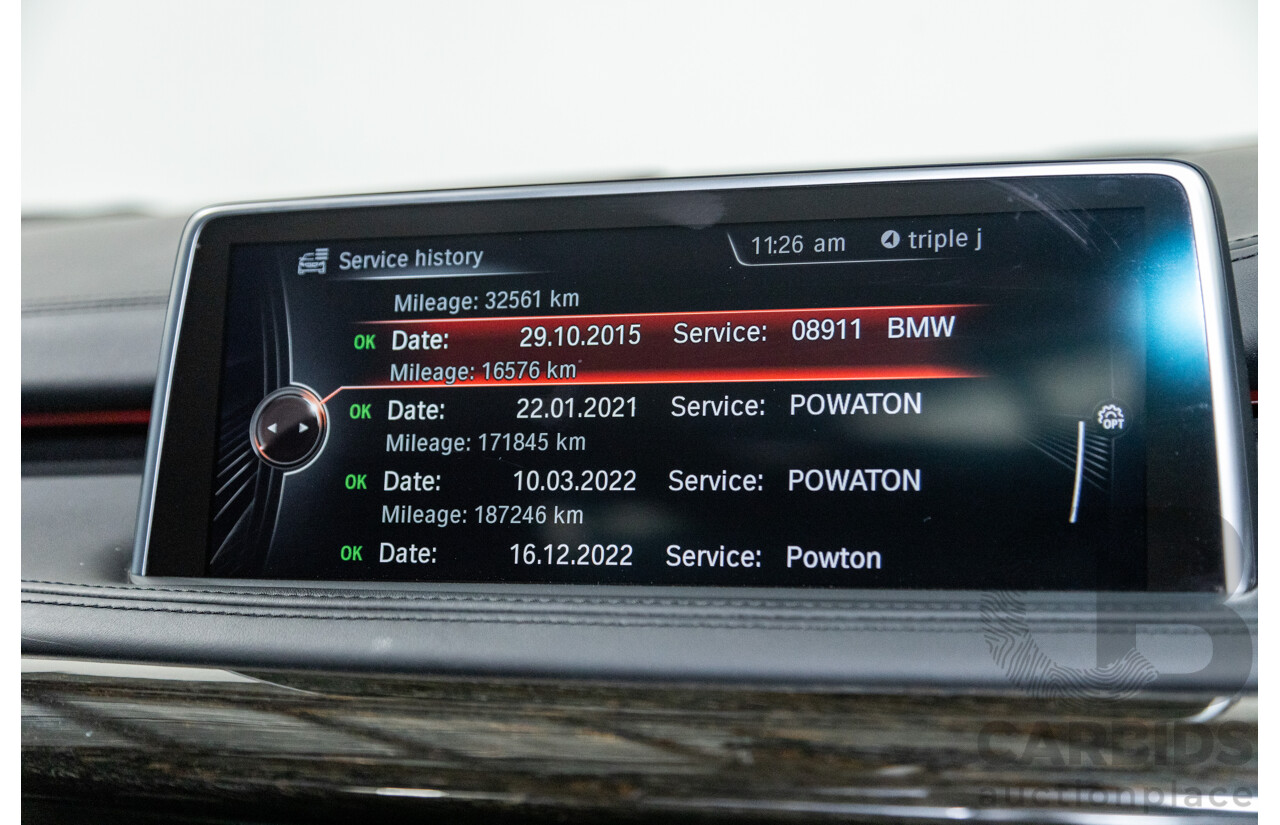 Service history
11:26 am triple j
Mileage: 32561 km
OK Date: 29.10.2015 Service: 08911 BMW
Mileage: 16576 km
OK Date: 22.01.2021 Service: POWATON
Mileage: 171845 km
OK Date: 10.03.2022 Service: POWATON
Mileage: 187246 km
OK Date: 16.12.2022 Service: Powton
OPT
CARBIDS
auctionplace